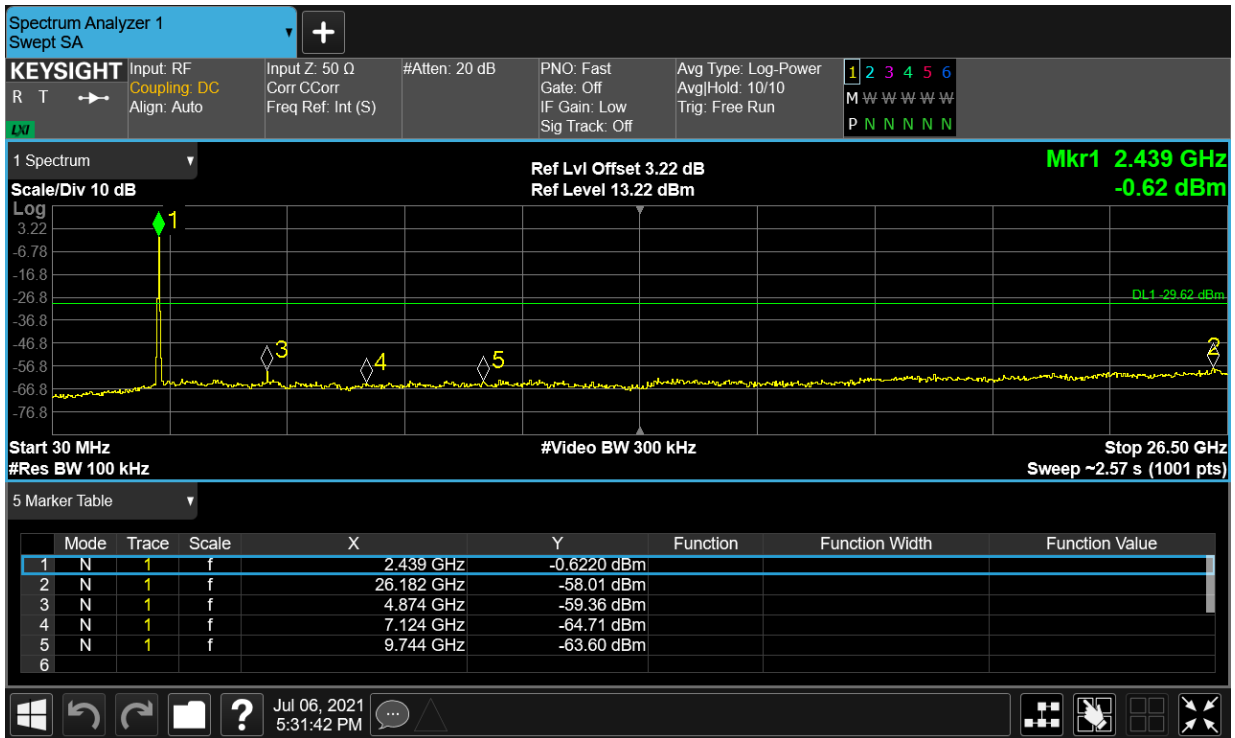 Spectrum Analyzer 1
Swept SA
KEYSIGHT
R T
LXI
Input: RF
Coupling: DC
Align: Auto
Input Z: 50 Ω
Corr CCorr
Freq Ref: Int (S)
#Atten: 20 dB
PNO: Fast
Gate: Off
IF Gain: Low
Sig Track: Off
Avg Type: Log-Power
Avg|Hold: 10/10
Trig: Free Run
1 2 3 4 5 6
M W W W W W
P N N N N N
1 Spectrum
Scale/Div 10 dB
Ref Lvl Offset 3.22 dB
Ref Level 13.22 dBm
Mkr1 2.439 GHz
-0.62 dBm
Log
3.22
-6.78
-16.8
-26.8
-36.8
-46.8
-56.8
-66.8
-76.8
1
3
4
5
2
DL1 -29.62 dBm
Start 30 MHz
#Res BW 100 kHz
#Video BW 300 kHz
Stop 26.50 GHz
Sweep ~2.57 s (1001 pts)
5 Marker Table
Mode Trace Scale X Y Function Function Width Function Value
1 N 1 f 2.439 GHz -0.6220 dBm
2 N 1 f 26.182 GHz -58.01 dBm
3 N 1 f 4.874 GHz -59.36 dBm
4 N 1 f 7.124 GHz -64.71 dBm
5 N 1 f 9.744 GHz -63.60 dBm
6
?
Jul 06, 2021
5:31:42 PM